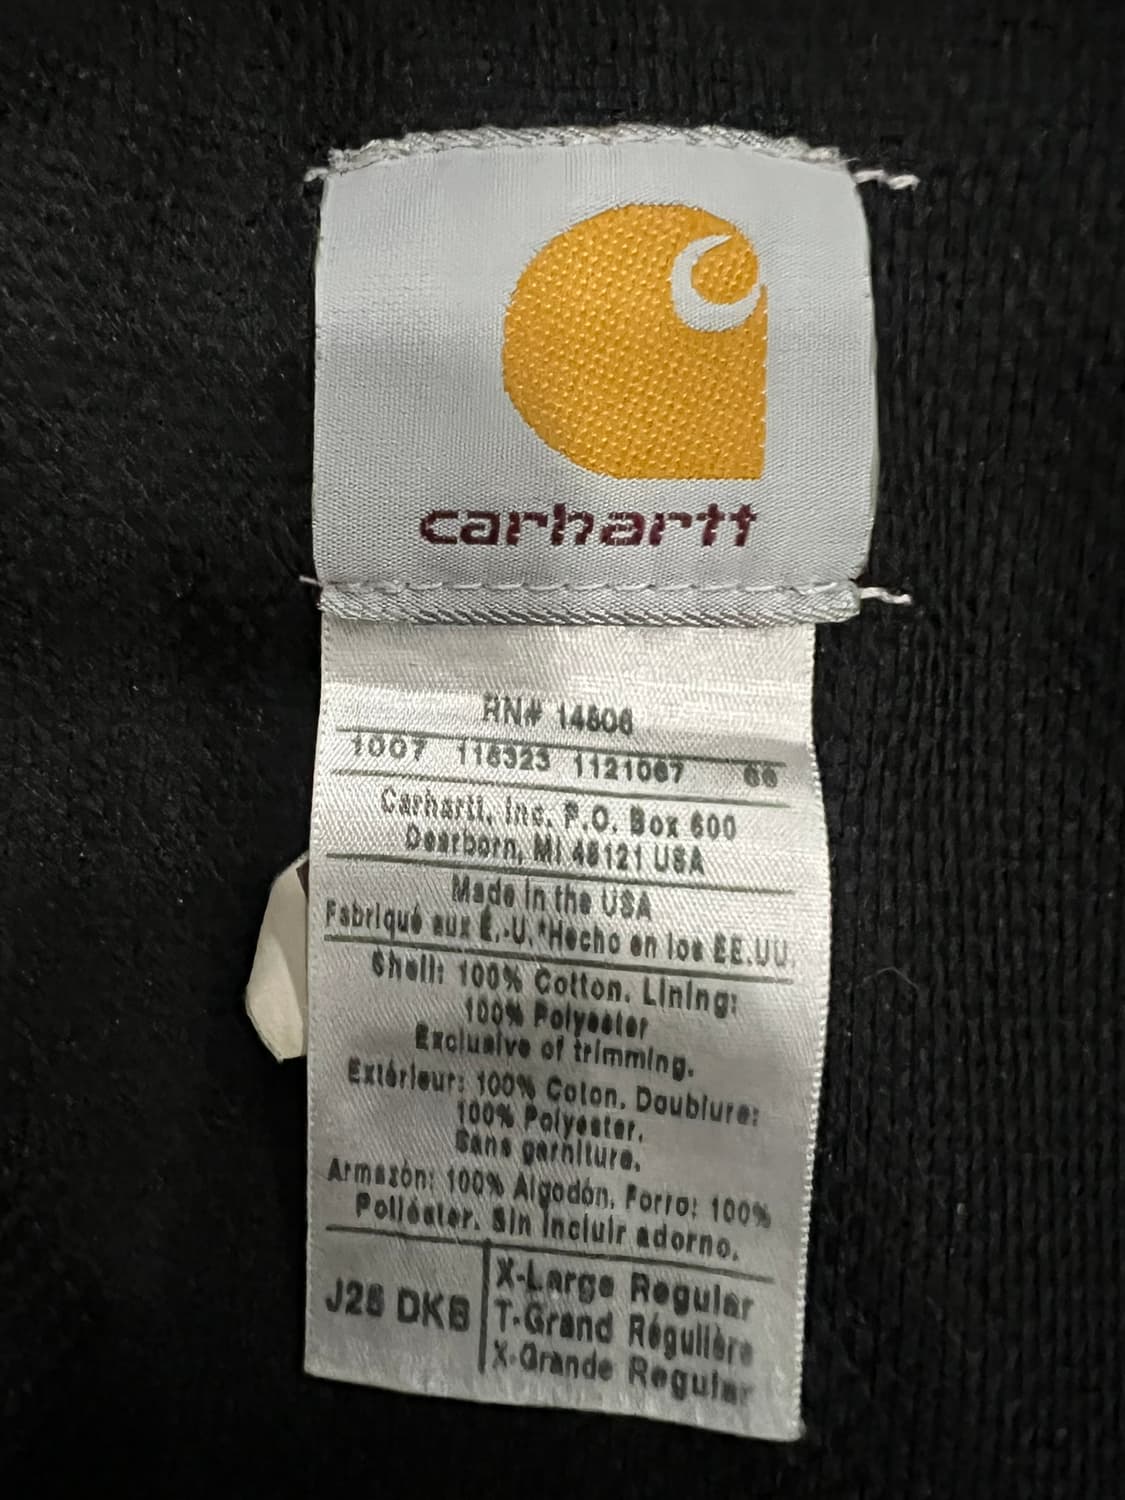 carhartt
RN# 14806
1007 116323 1121067 66
Carhartt, Inc. P.O. Box 600
Dearborn, MI 48121 USA
Made in the USA
Fabriqué aux É.-U.*Hecho en los EE.UU.
Shell: 100% Cotton. Lining:
100% Polyester
Exclusive of trimming.
Extérieur: 100% Coton. Doublure:
100% Polyester.
Sans garniture.
Armazón: 100% Algodón. Forro: 100%
Poliéster. Sin incluir adorno.
DKB
X-Large Regular
T-Grand Régulière
X-Grande Regular